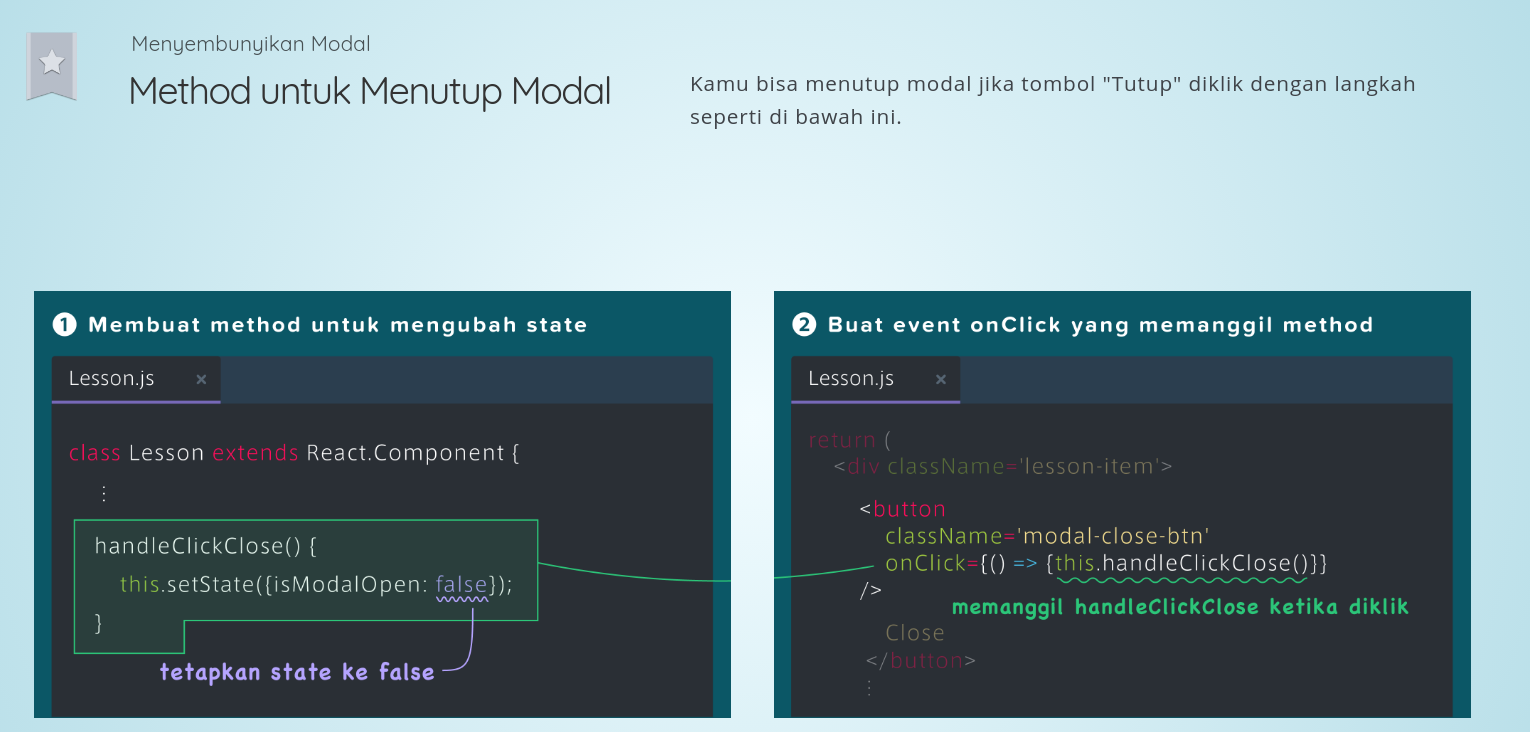 Menyembunyikan Modal
Method untuk Menutup Modal
Kamu bisa menutup modal jika tombol "Tutup" diklik dengan langkah
seperti di bawah ini.
1 Membuat method untuk mengubah state
Lesson.js ×
class Lesson extends React.Component {
⋮
handleClickClose() {
this.setState({isModalOpen: false});
}
tetapkan state ke false
2 Buat event onClick yang memanggil method
Lesson.js ×
return (
<div className='lesson-item'>
<button
className='modal-close-btn'
onClick={() => {this.handleClickClose()}}
/>
memanggil handleClickClose ketika diklik
Close
</button>
⋮